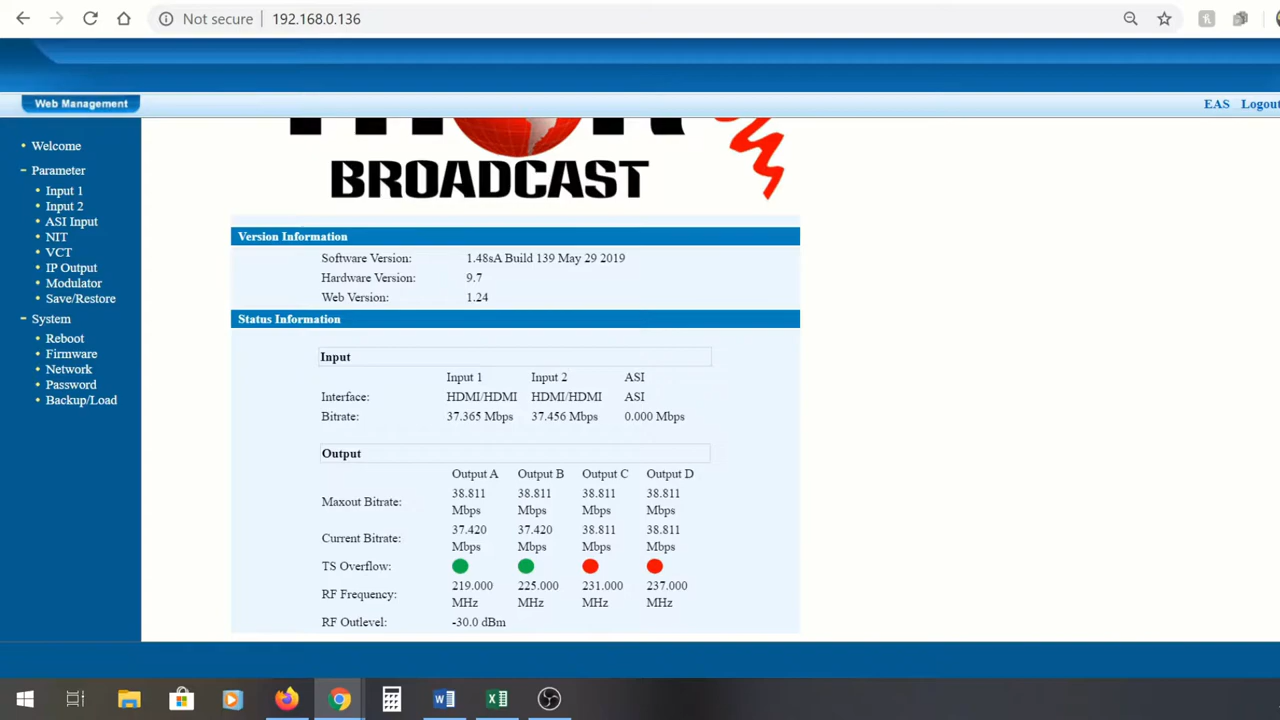 Not secure 192.168.0.136
Web Management
EAS Logout
Welcome
Parameter
Input 1
Input 2
ASI Input
NIT
VCT
IP Output
Modulator
Save/Restore
System
Reboot
Firmware
Network
Password
Backup/Load
BROADCAST
Version Information
Software Version: 1.48sA Build 139 May 29 2019
Hardware Version: 9.7
Web Version: 1.24
Status Information
Input
Input 1 Input 2 ASI
Interface: HDMI/HDMI HDMI/HDMI ASI
Bitrate: 37.365 Mbps 37.456 Mbps 0.000 Mbps
Output
Output A Output B Output C Output D
Maxout Bitrate: 38.811 Mbps 38.811 Mbps 38.811 Mbps 38.811 Mbps
Current Bitrate: 37.420 Mbps 37.420 Mbps 38.811 Mbps 38.811 Mbps
TS Overflow:
RF Frequency: 219.000 MHz 225.000 MHz 231.000 MHz 237.000 MHz
RF Outlevel: -30.0 dBm